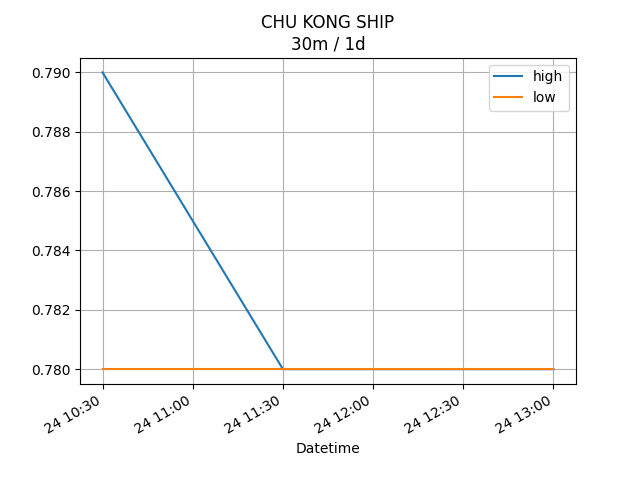 CHU KONG SHIP
30m / 1d
high
low
0.790
0.788
0.786
0.784
0.782
0.780
24 10:30
24 11:00
24 11:30
24 12:00
24 12:30
24 13:00
Datetime